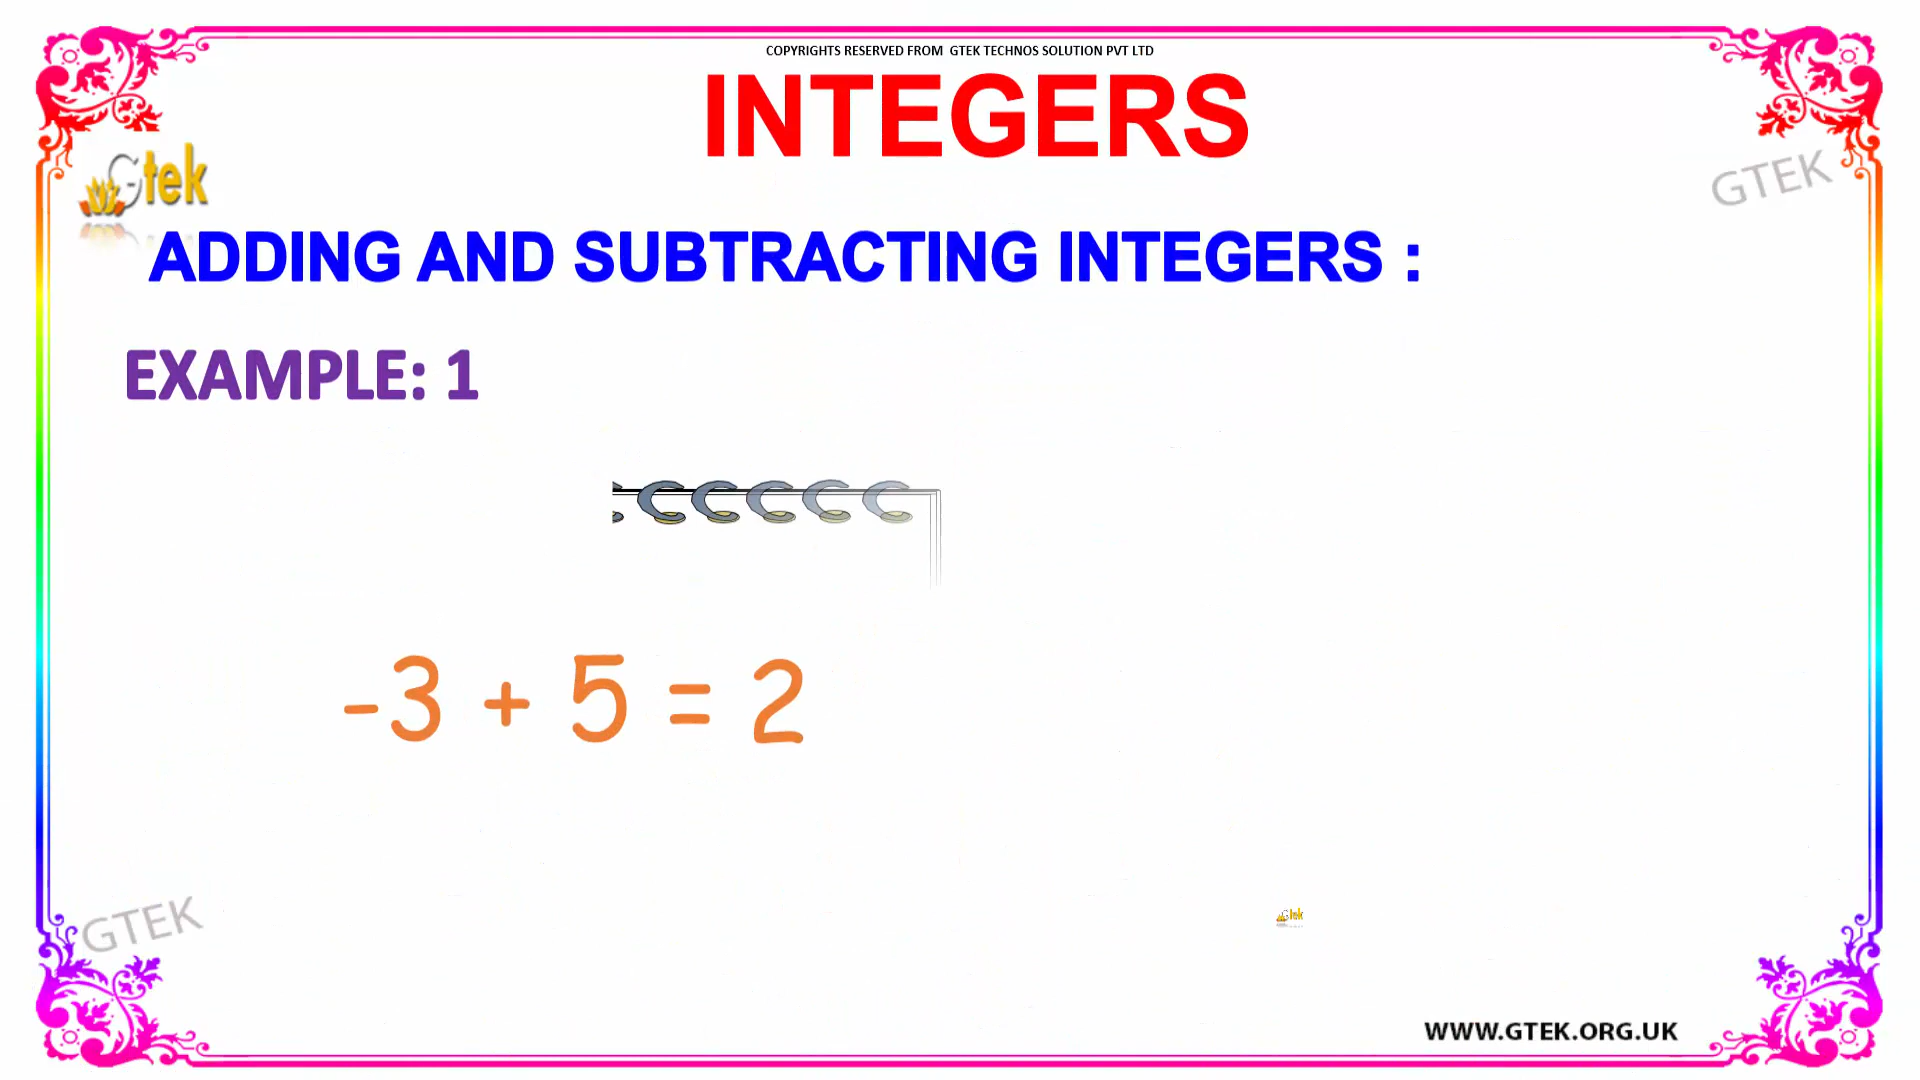 COPYRIGHTS RESERVED FROM GTEK TECHNOS SOLUTION PVT LTD
INTEGERS
Gtek
GTEK
ADDING AND SUBTRACTING INTEGERS :
EXAMPLE: 1
-3 + 5 = 2
GTEK
Gtek
WWW.GTEK.ORG.UK